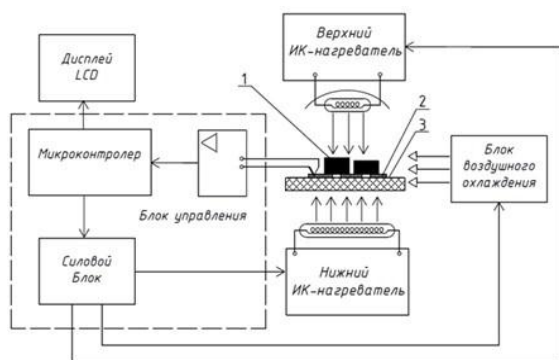 Верхний
ИК-нагреватель
Дисплей
LCD
1
2
3
Микроконтролер
Блок
воздушного
охлаждения
Блок управления
Силовой
Блок
Нижний
ИК-нагреватель